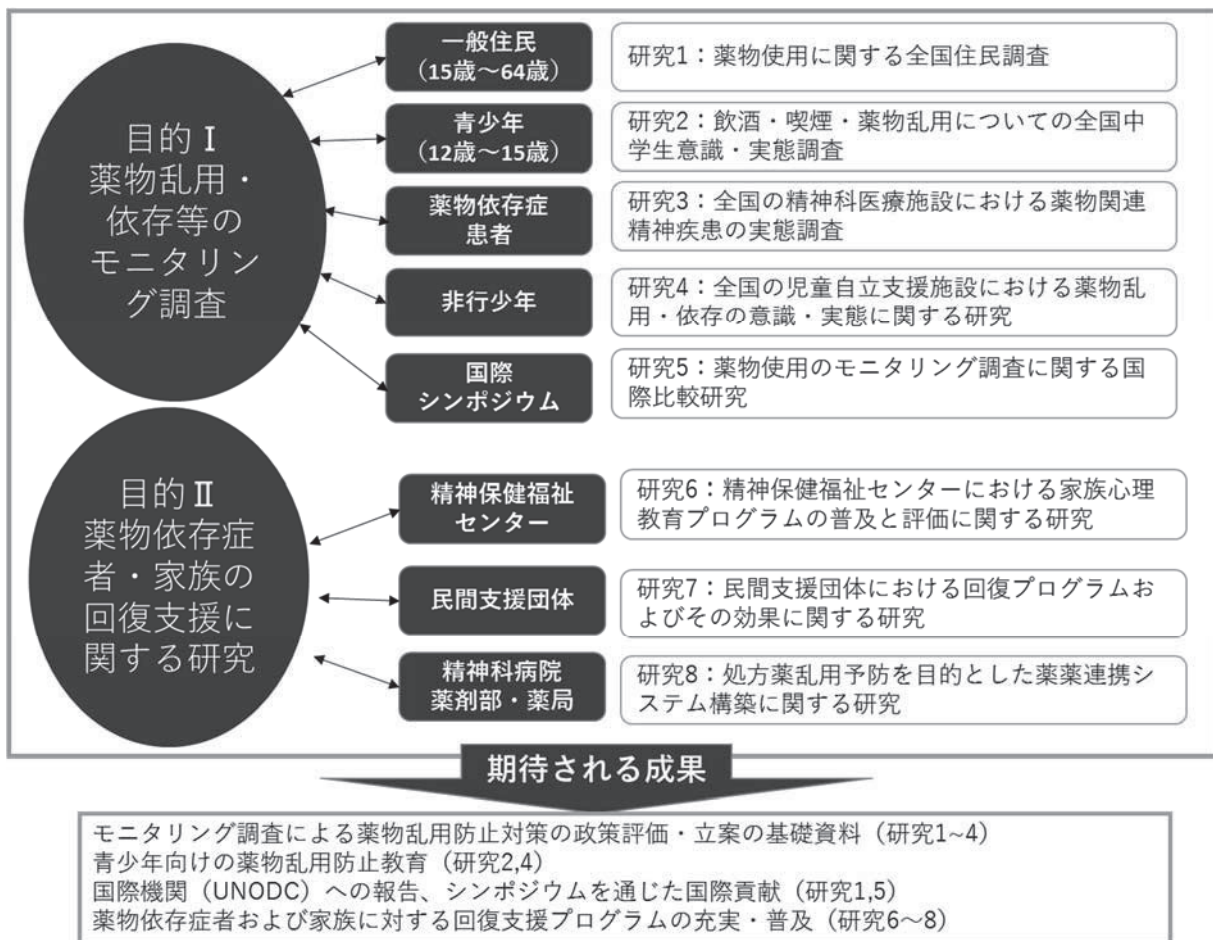 目的 I
薬物乱用・
依存等の
モニタリン
グ調査
一般住民
（15歳～64歳）
研究1：薬物使用に関する全国住民調査
青少年
（12歳～15歳）
研究2：飲酒・喫煙・薬物乱用についての全国中
学生意識・実態調査
薬物依存症
患者
研究3：全国の精神科医療施設における薬物関連
精神疾患の実態調査
非行少年
研究4：全国の児童自立支援施設における薬物乱
用・依存の意識・実態に関する研究
国際
シンポジウム
研究5：薬物使用のモニタリング調査に関する国
際比較研究
目的 II
薬物依存症
者・家族の
回復支援に
関する研究
精神保健福祉
センター
研究6：精神保健福祉センターにおける家族心理
教育プログラムの普及と評価に関する研究
民間支援団体
研究7：民間支援団体における回復プログラムお
よびその効果に関する研究
精神科病院
薬剤部・薬局
研究8：処方薬乱用予防を目的とした薬薬連携シ
ステム構築に関する研究
期待される成果
モニタリング調査による薬物乱用防止対策の政策評価・立案の基礎資料（研究1~4）
青少年向けの薬物乱用防止教育（研究2,4）
国際機関（UNODC）への報告、シンポジウムを通じた国際貢献（研究1,5）
薬物依存症者および家族に対する回復支援プログラムの充実・普及（研究6～8）